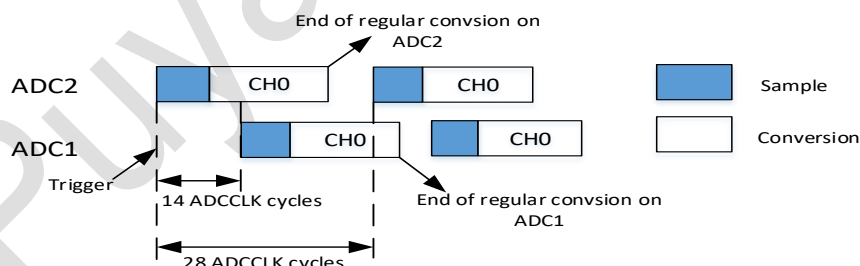 End of regular convsion on
ADC2
ADC2
CH0
CH0
Sample
ADC1
CH0
CH0
Conversion
Trigger
14 ADCCLK cycles
End of regular convsion on
ADC1
28 ADCCLK cycles
Puya